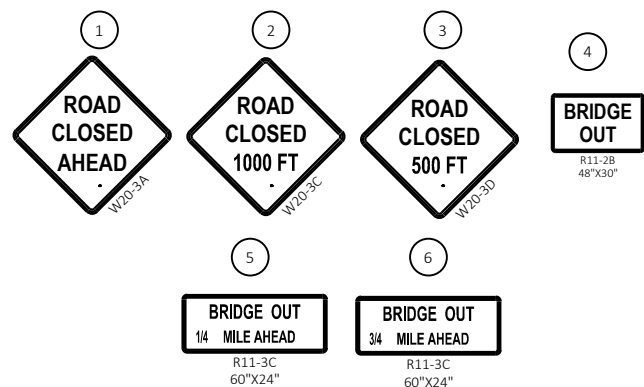 1
ROAD
CLOSED
AHEAD
W20-3A
2
ROAD
CLOSED
1000 FT
W20-3C
3
ROAD
CLOSED
500 FT
W20-3D
4
BRIDGE
OUT
R11-2B
48"X30"
5
BRIDGE OUT
1/4 MILE AHEAD
R11-3C
60"X24"
6
BRIDGE OUT
3/4 MILE AHEAD
R11-3C
60"X24"